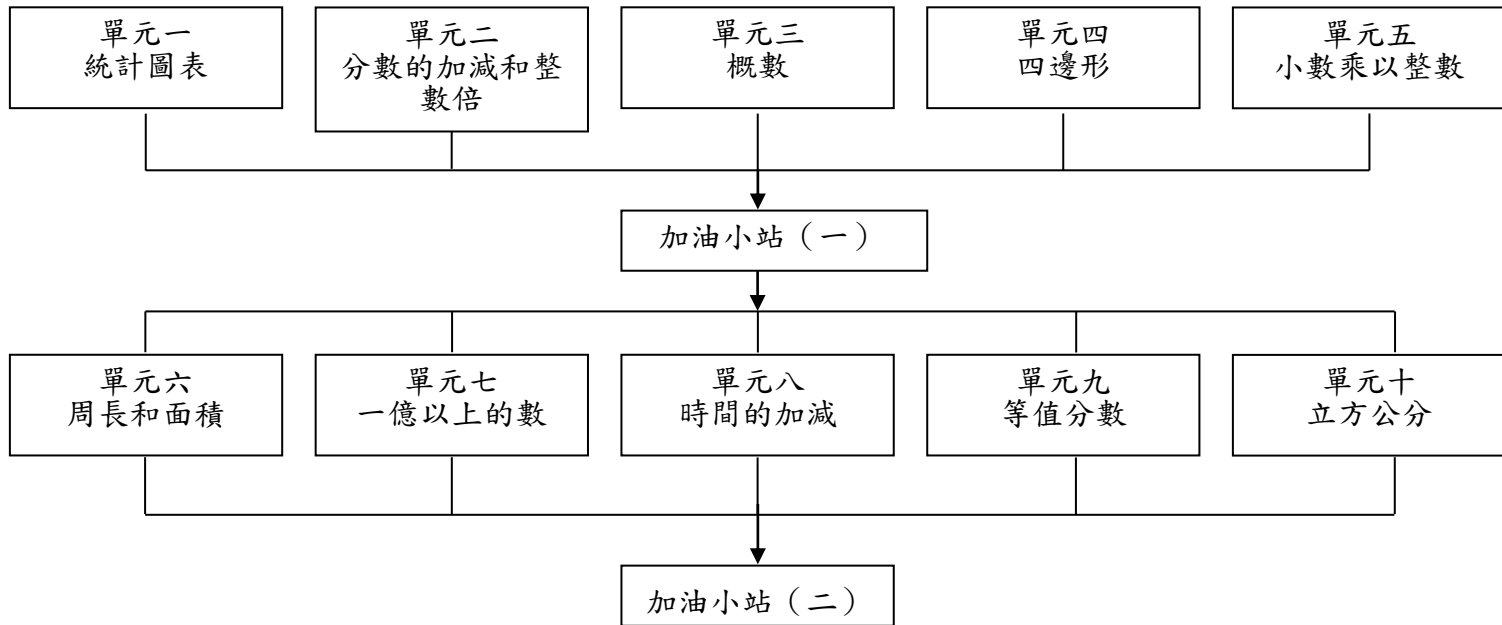 單元一
統計圖表
單元二
分數的加減和整
數倍
單元三
概數
單元四
四邊形
單元五
小數乘以整數
加油小站（一）
單元六
周長和面積
單元七
一億以上的數
單元八
時間的加減
單元九
等值分數
單元十
立方公分
加油小站（二）